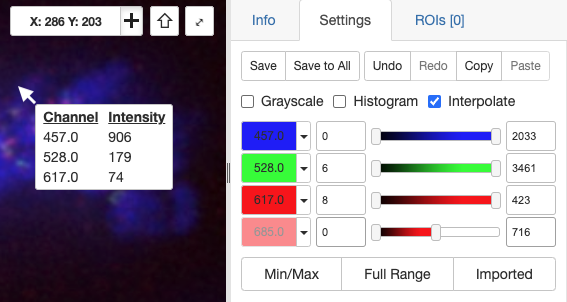 X: 286 Y: 203
Channel Intensity
457.0 906
528.0 179
617.0 74
Info Settings ROIs [0]
Save Save to All Undo Redo Copy Paste
Grayscale Histogram Interpolate
457.0 0 2033
528.0 6 3461
617.0 8 423
685.0 0 716
Min/Max Full Range Imported